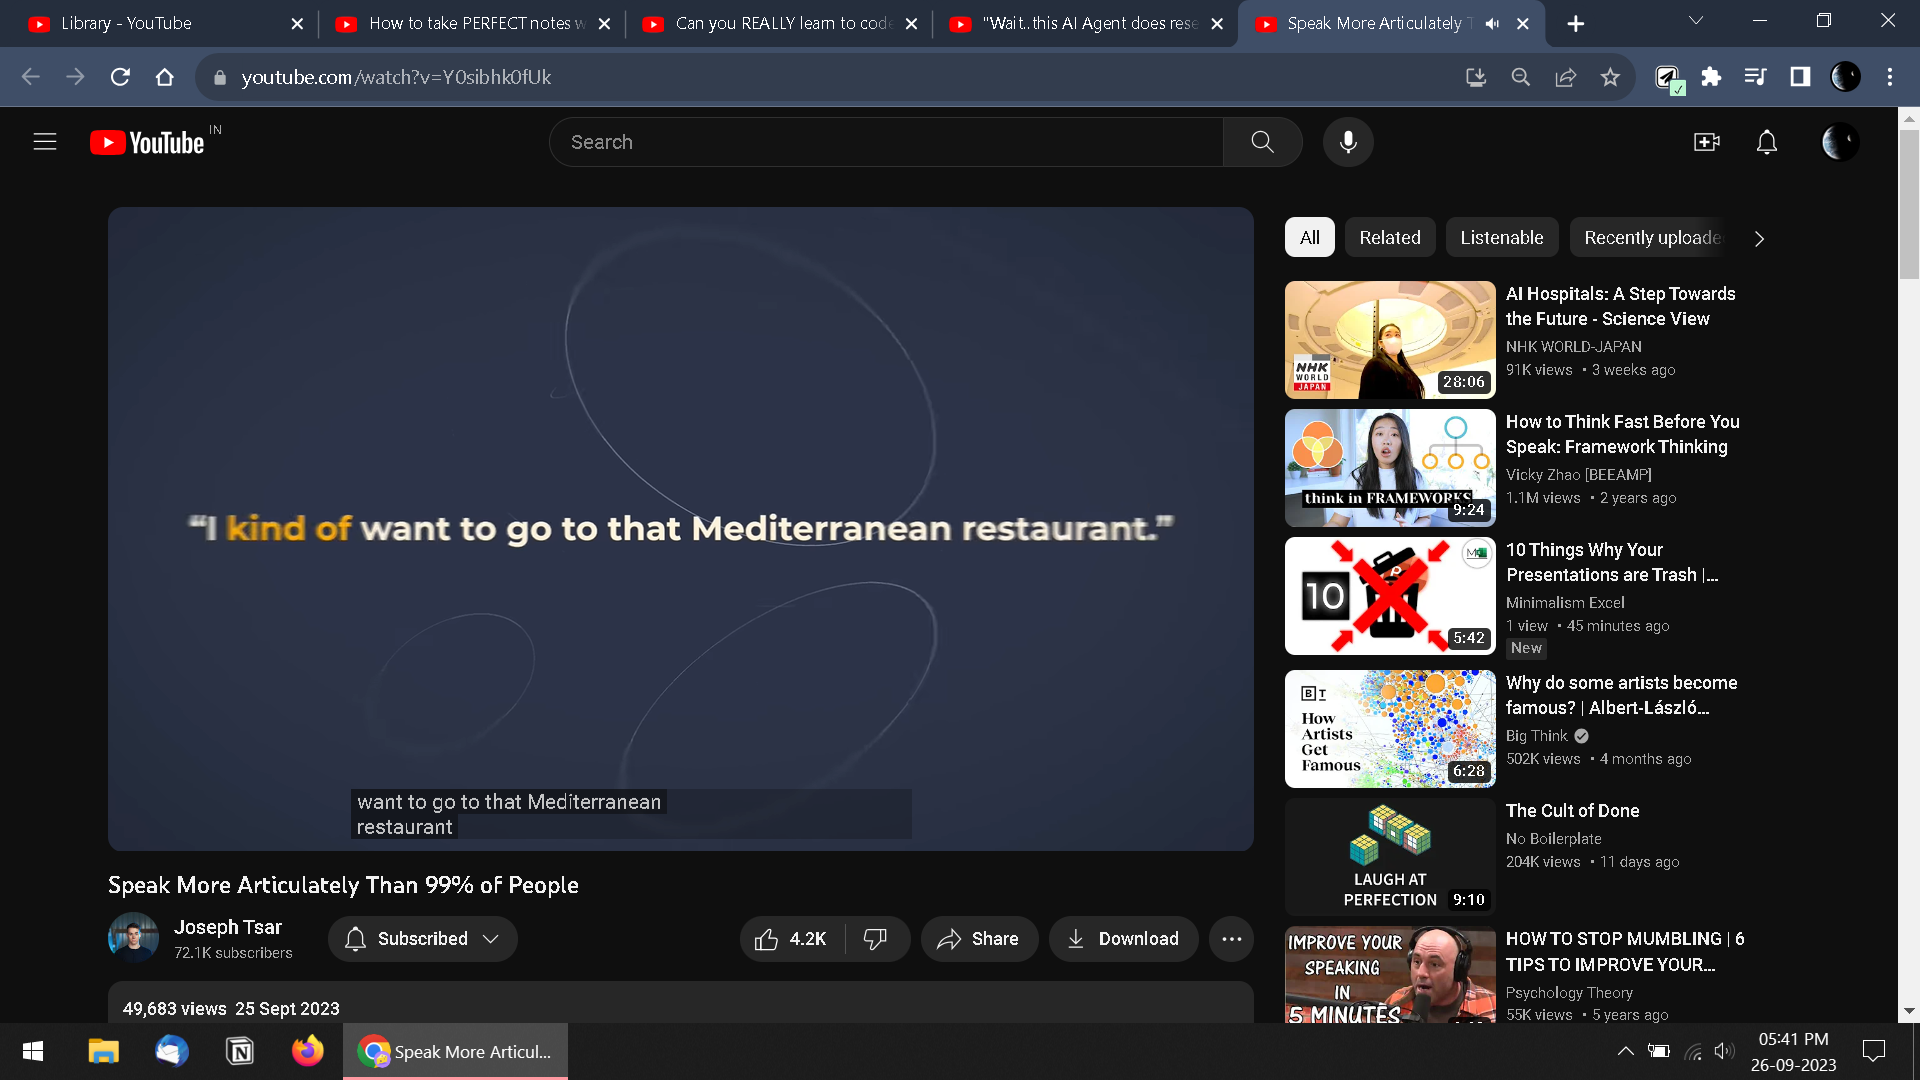 Library - YouTube
How to take PERFECT notes w
Can you REALLY learn to code
"Wait..this AI Agent does rese
Speak More Articulately T
youtube.com/watch?v=Y0sibhk0fUk
YouTube IN
Search
All
Related
Listenable
Recently uploade
“I kind of want to go to that Mediterranean restaurant.”
want to go to that Mediterranean
restaurant
Speak More Articulately Than 99% of People
Joseph Tsar
72.1K subscribers
Subscribed
4.2K
Share
Download
49,683 views 25 Sept 2023
NHK
WORLD
JAPAN
28:06
AI Hospitals: A Step Towards
the Future - Science View
NHK WORLD-JAPAN
91K views • 3 weeks ago
think in FRAMEWORKS
9:24
How to Think Fast Before You
Speak: Framework Thinking
Vicky Zhao [BEEAMP]
1.1M views • 2 years ago
10
P
5:42
10 Things Why Your
Presentations are Trash |...
Minimalism Excel
1 view • 45 minutes ago
New
B T
How
Artists
Get
Famous
6:28
Why do some artists become
famous? | Albert-László...
Big Think
502K views • 4 months ago
LAUGH AT
PERFECTION
9:10
The Cult of Done
No Boilerplate
204K views • 11 days ago
IMPROVE YOUR
SPEAKING
IN
5 MINUTES
HOW TO STOP MUMBLING | 6
TIPS TO IMPROVE YOUR...
Psychology Theory
55K views • 5 years ago
Speak More Articul...
05:41 PM
26-09-2023